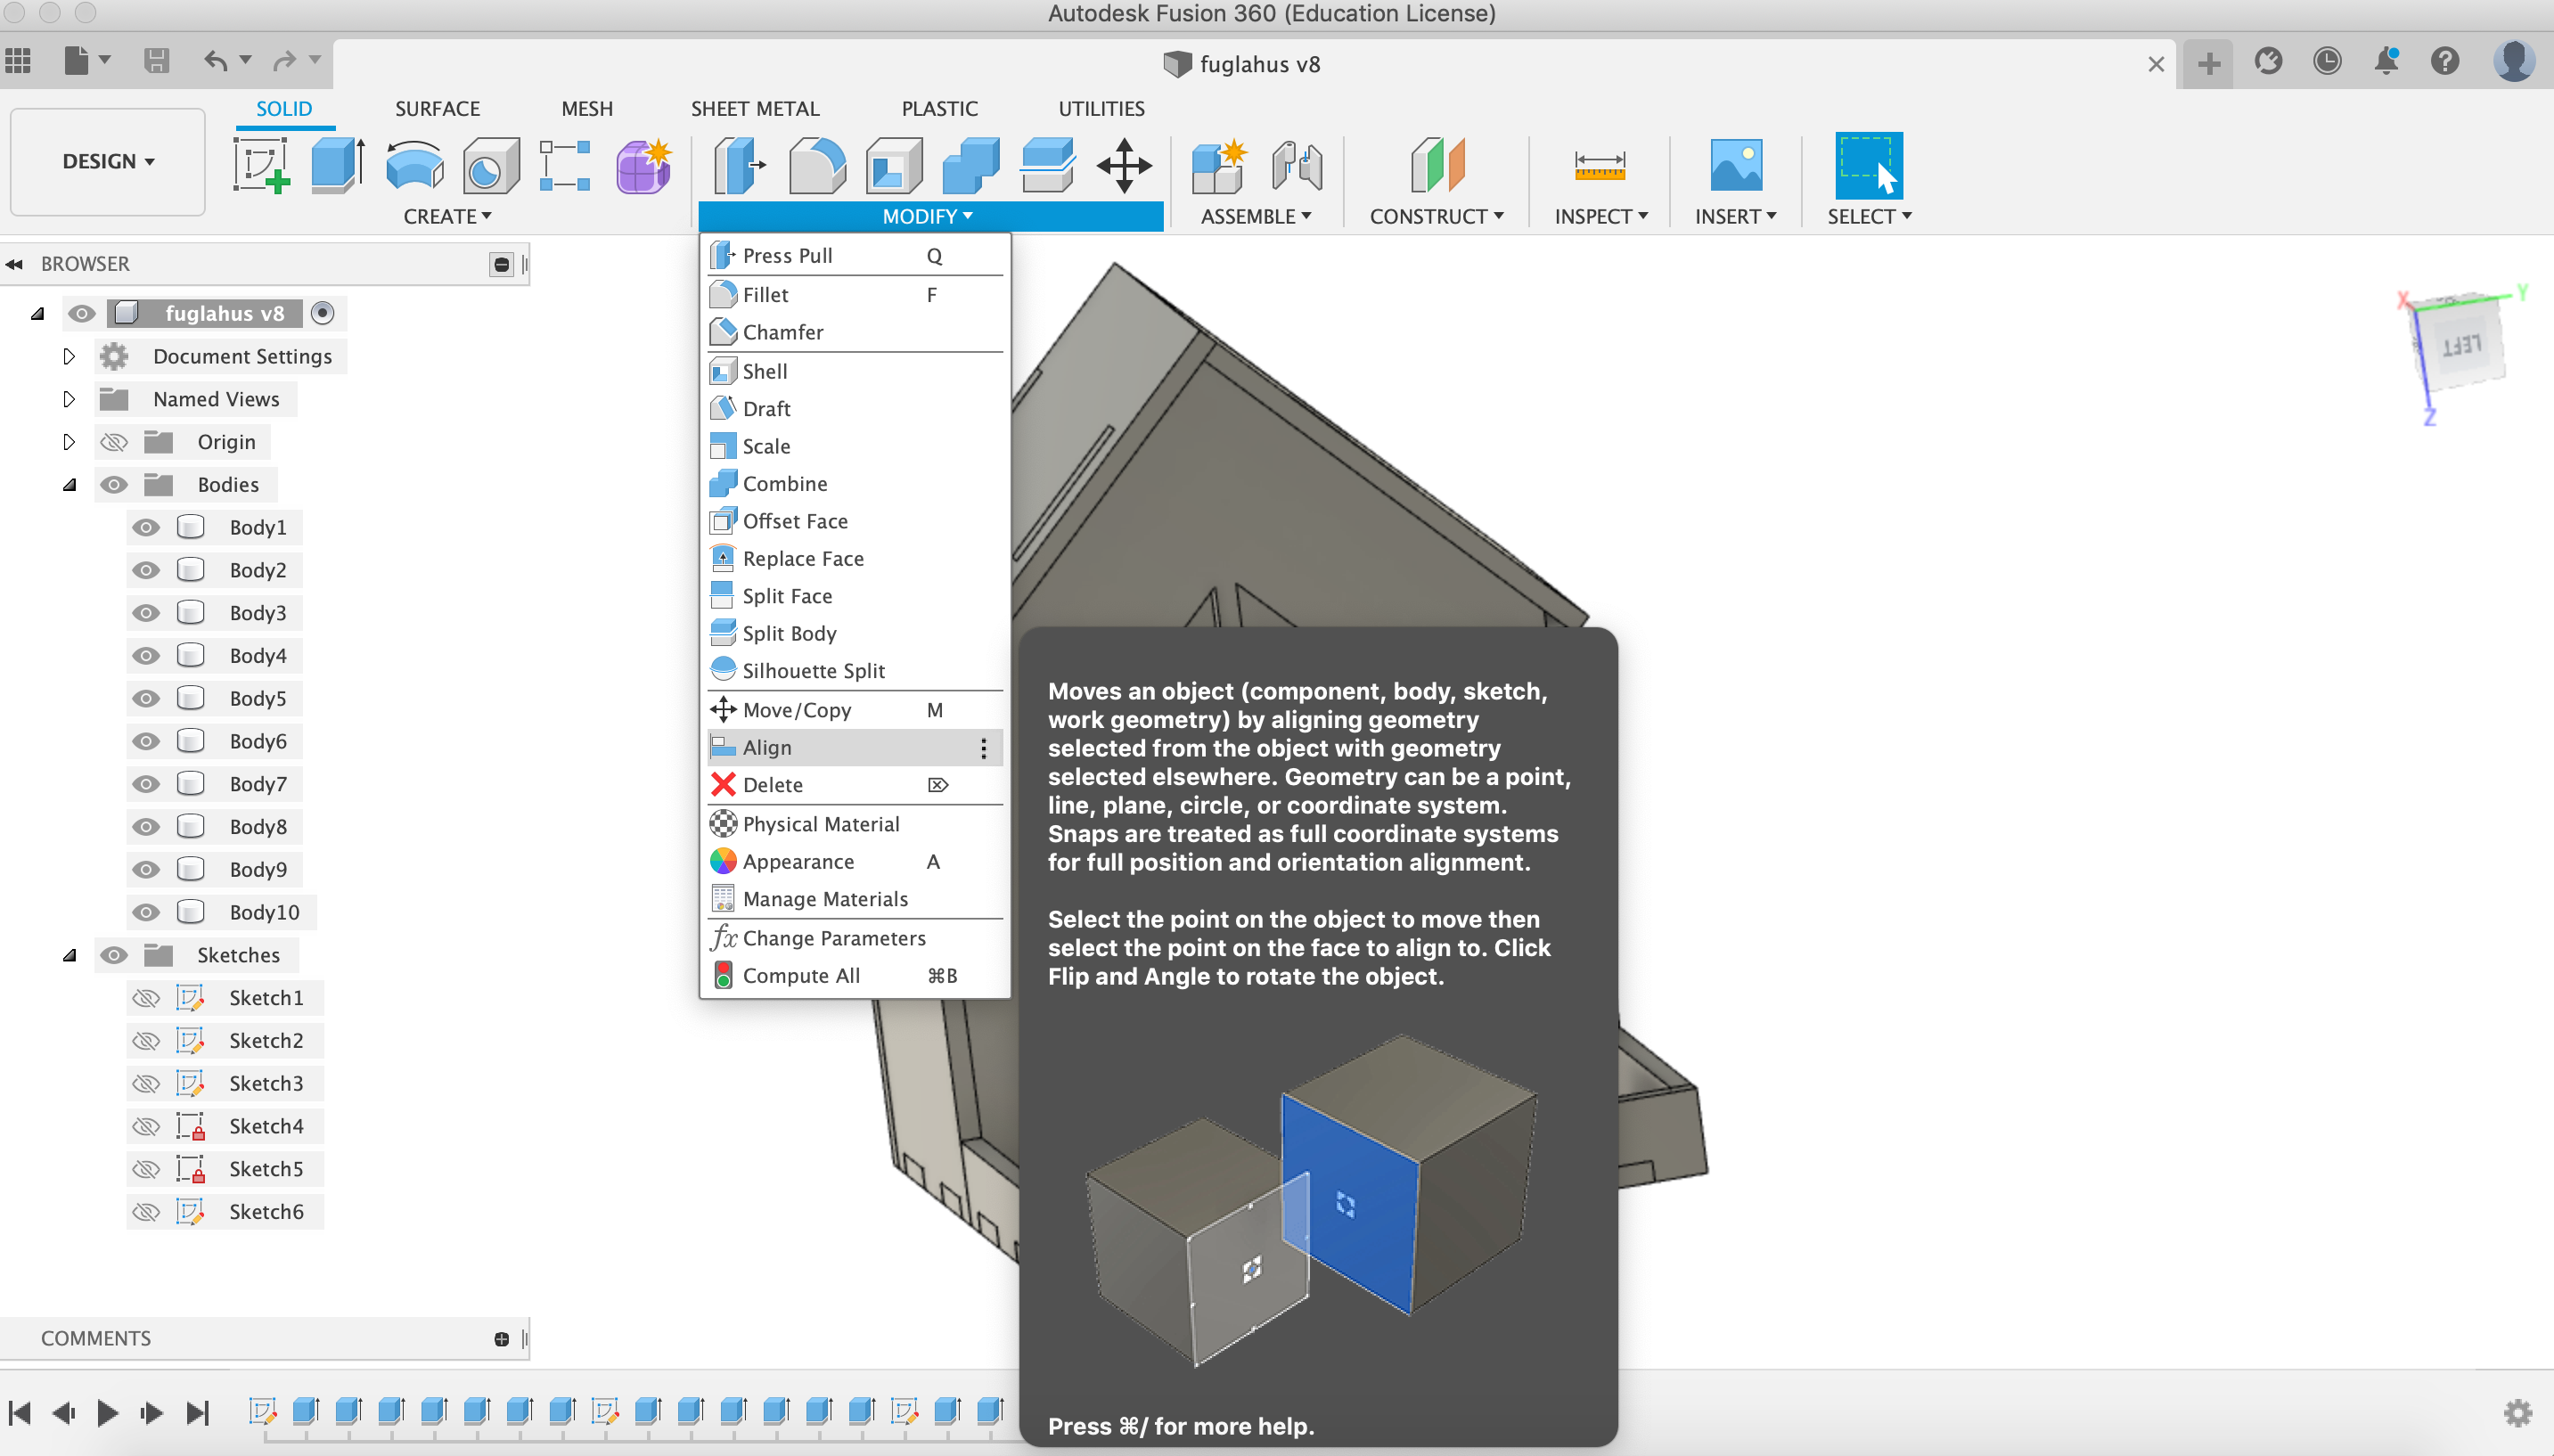 Autodesk Fusion 360 (Education License)
fuglahus v8
SOLID
SURFACE
MESH
SHEET METAL
PLASTIC
UTILITIES
DESIGN
CREATE
MODIFY
ASSEMBLE
CONSTRUCT
INSPECT
INSERT
SELECT
BROWSER
fuglahus v8
Document Settings
Named Views
Origin
Bodies
Body1
Body2
Body3
Body4
Body5
Body6
Body7
Body8
Body9
Body10
Sketches
Sketch1
Sketch2
Sketch3
Sketch4
Sketch5
Sketch6
COMMENTS
Press Pull Q
Fillet F
Chamfer
Shell
Draft
Scale
Combine
Offset Face
Replace Face
Split Face
Split Body
Silhouette Split
Move/Copy M
Align
Delete ⌦
Physical Material
Appearance A
Manage Materials
fx Change Parameters
Compute All ⌘B
Moves an object (component, body, sketch,
work geometry) by aligning geometry
selected from the object with geometry
selected elsewhere. Geometry can be a point,
line, plane, circle, or coordinate system.
Snaps are treated as full coordinate systems
for full position and orientation alignment.
Select the point on the object to move then
select the point on the face to align to. Click
Flip and Angle to rotate the object.
Press ⌘/ for more help.
X
Y
LEFT
Z